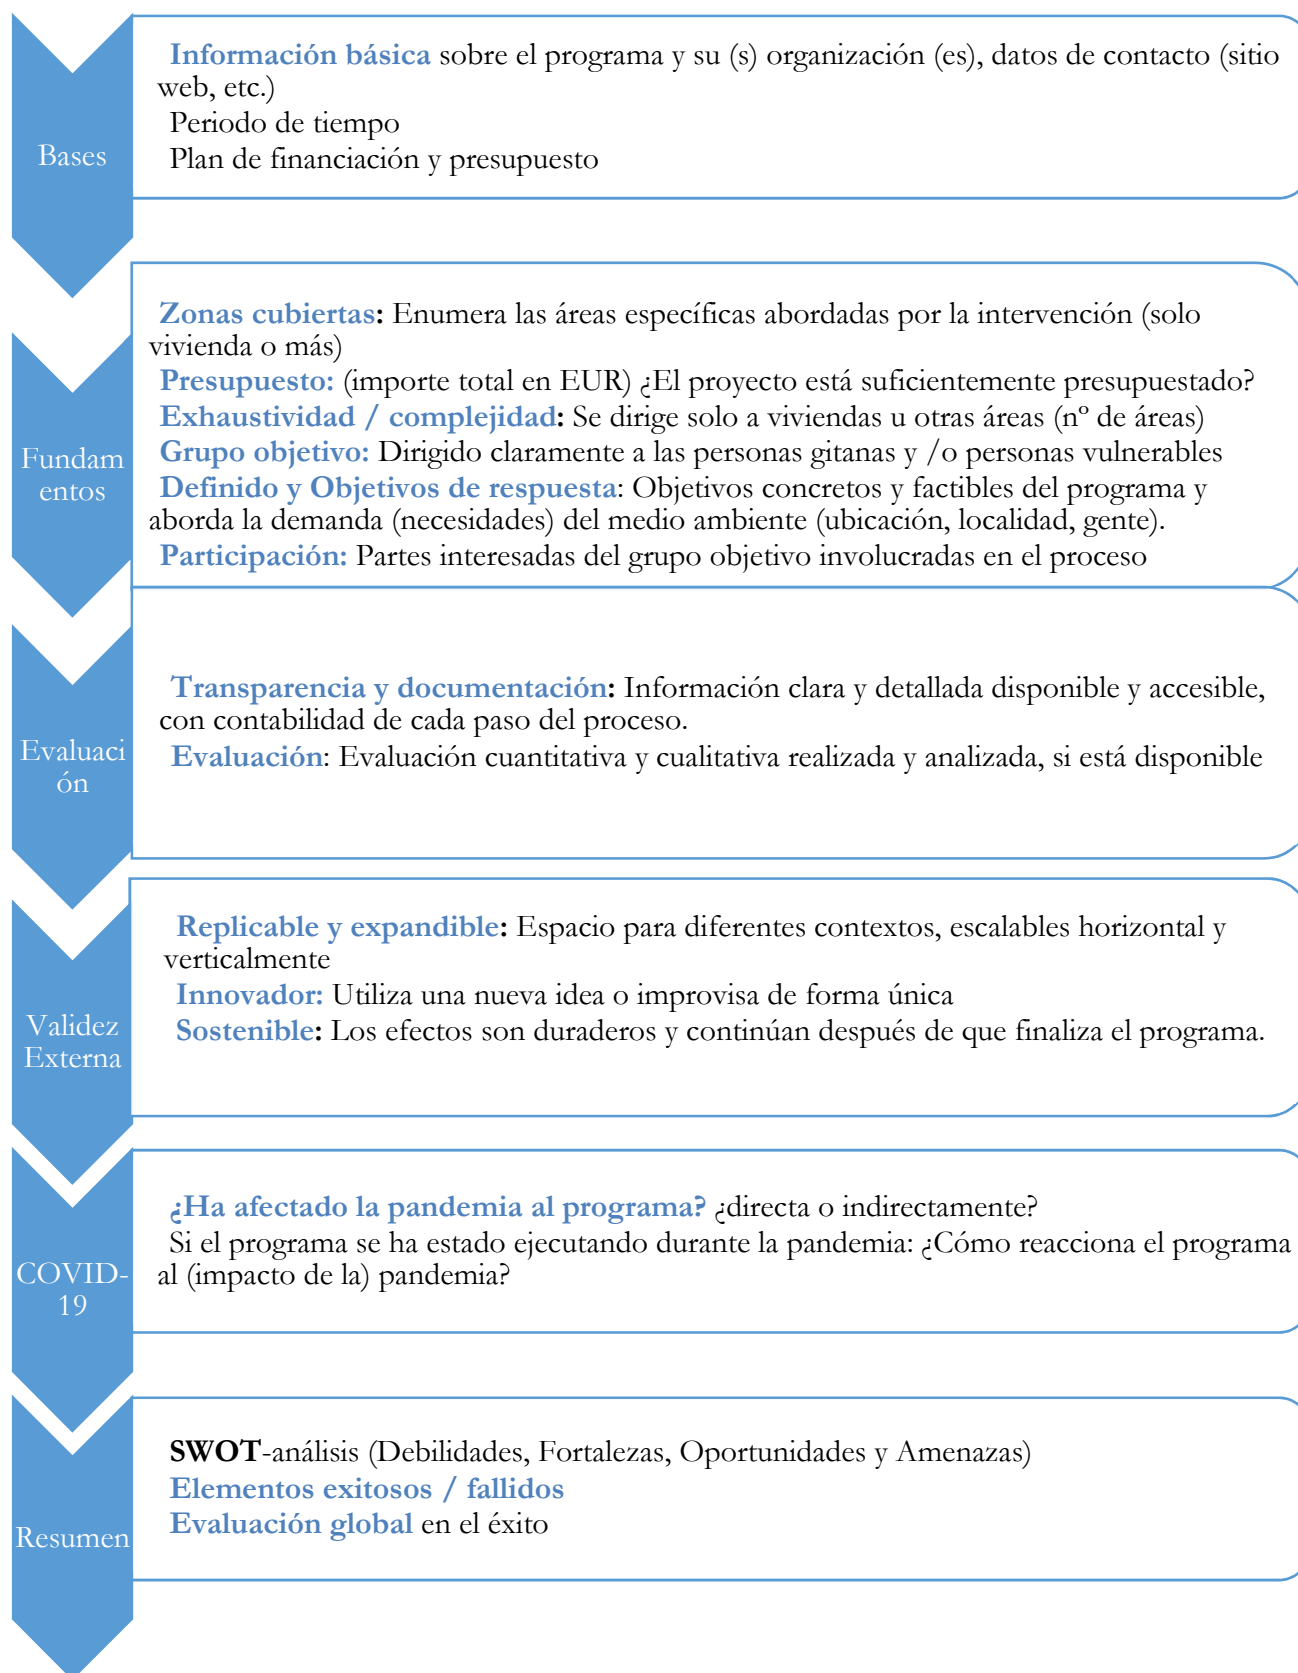 Bases
Información básica sobre el programa y su (s) organización (es), datos de contacto (sitio
web, etc.)
Periodo de tiempo
Plan de financiación y presupuesto
Fundam
entos
Zonas cubiertas: Enumera las áreas específicas abordadas por la intervención (solo
vivienda o más)
Presupuesto: (importe total en EUR) ¿El proyecto está suficientemente presupuestado?
Exhaustividad / complejidad: Se dirige solo a viviendas u otras áreas (nº de áreas)
Grupo objetivo: Dirigido claramente a las personas gitanas y /o personas vulnerables
Definido y Objetivos de respuesta: Objetivos concretos y factibles del programa y
aborda la demanda (necesidades) del medio ambiente (ubicación, localidad, gente).
Participación: Partes interesadas del grupo objetivo involucradas en el proceso
Evaluaci
ón
Transparencia y documentación: Información clara y detallada disponible y accesible,
con contabilidad de cada paso del proceso.
Evaluación: Evaluación cuantitativa y cualitativa realizada y analizada, si está disponible
Validez
Externa
Replicable y expandible: Espacio para diferentes contextos, escalables horizontal y
verticalmente
Innovador: Utiliza una nueva idea o improvisa de forma única
Sostenible: Los efectos son duraderos y continúan después de que finaliza el programa.
COVID-
19
¿Ha afectado la pandemia al programa? ¿directa o indirectamente?
Si el programa se ha estado ejecutando durante la pandemia: ¿Cómo reacciona el programa
al (impacto de la) pandemia?
Resumen
SWOT-análisis (Debilidades, Fortalezas, Oportunidades y Amenazas)
Elementos exitosos / fallidos
Evaluación global en el éxito